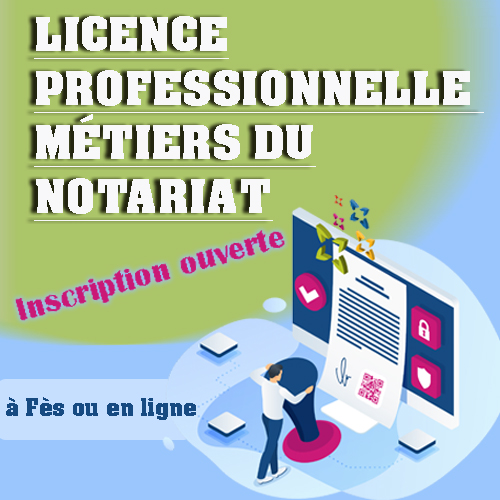 LICENCE
PROFESSIONNELLE
MÉTIERS DU
NOTARIAT
Inscription ouverte
à Fès ou en ligne